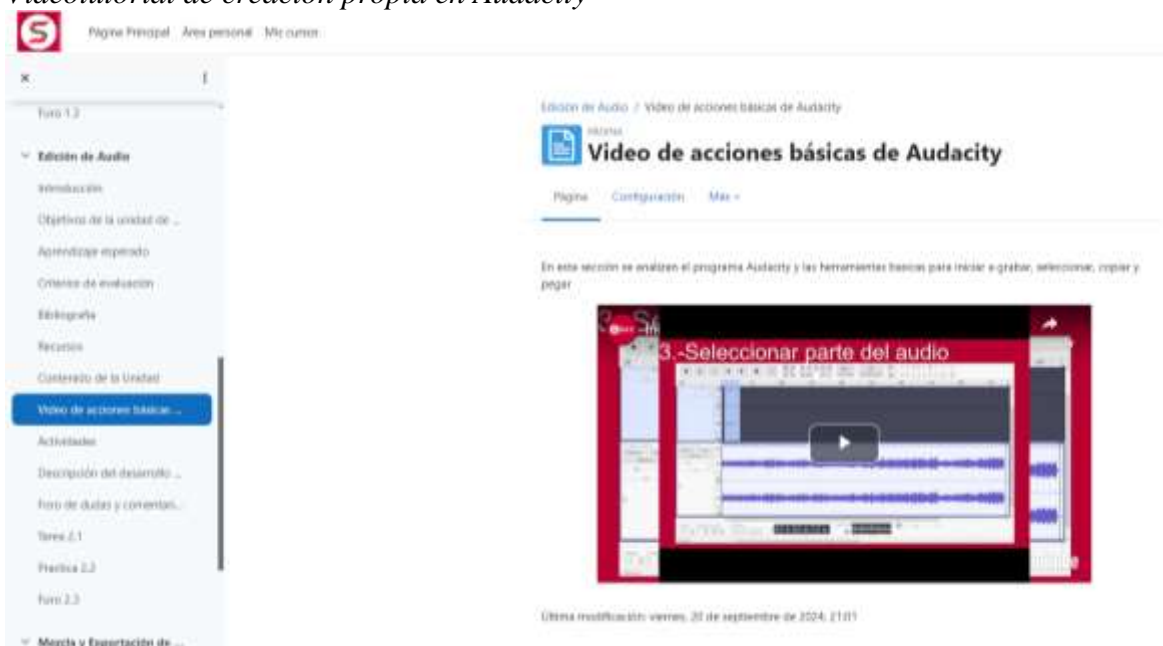 Videotutorial de creación propia en Audacity
Página Principal Área personal Mis cursos
Foro 1.3
Edición de Audio
Introducción
Objetivos de la unidad de ...
Aprendizaje esperado
Criterios de evaluación
Bibliografía
Recursos
Contenido de la Unidad
Video de acciones básicas ...
Actividades
Descripción del desarrollo ...
Foro de dudas y comentari...
Tarea 2.1
Practica 2.2
Foro 2.3
Mezcla y Exportación de ...
Edición de Audio / Video de acciones básicas de Audacity
PÁGINA
Video de acciones básicas de Audacity
Página Configuración Más
En esta sección se analizan el programa Audacity y las herramientas basicas para iniciar a grabar, seleccionar, copiar y
pegar
3.-Seleccionar parte del audio
Última modificación: viernes, 20 de septiembre de 2024, 21:01